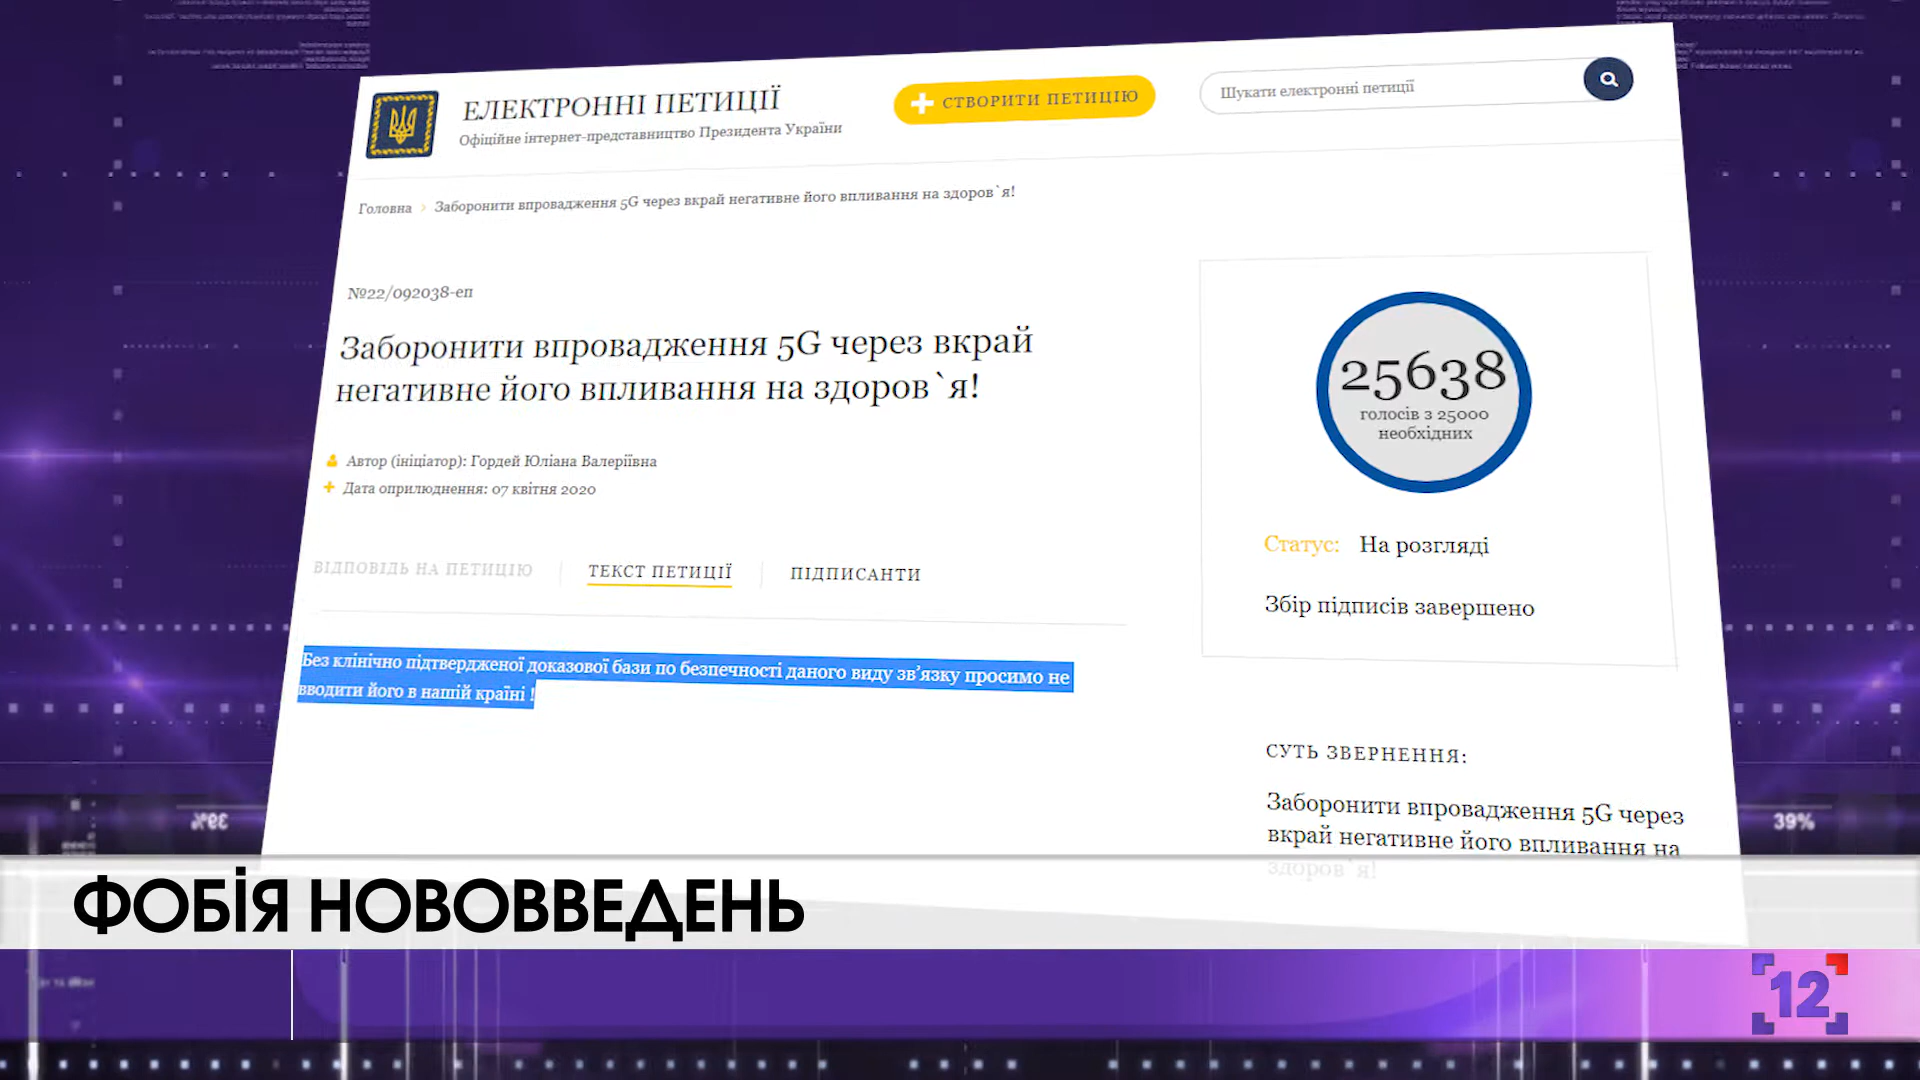 ЕЛЕКТРОННІ ПЕТИЦІЇ
Офіційне інтернет-представництво Президента України
СТВОРИТИ ПЕТИЦІЮ
Шукати електронні петиції
Головна > Заборонити впровадження 5G через вкрай негативне його впливання на здоров`я!
№22/092038-еп
Заборонити впровадження 5G через вкрай
негативне його впливання на здоров`я!
Автор (ініціатор): Гордей Юліана Валеріївна
Дата оприлюднення: 07 квітня 2020
ВІДПОВІДЬ НА ПЕТИЦІЮ
ТЕКСТ ПЕТИЦІЇ
ПІДПИСАНТИ
Без клінічно підтвердженої доказової бази по безпечності даного виду зв’язку просимо не
вводити його в нашій країні !
25638
голосів з 25000
необхідних
Статус: На розгляді
Збір підписів завершено
СУТЬ ЗВЕРНЕННЯ:
Заборонити впровадження 5G через
вкрай негативне його впливання на
здоров`я!
39%
39%
ФОБІЯ НОВОВВЕДЕНЬ
12